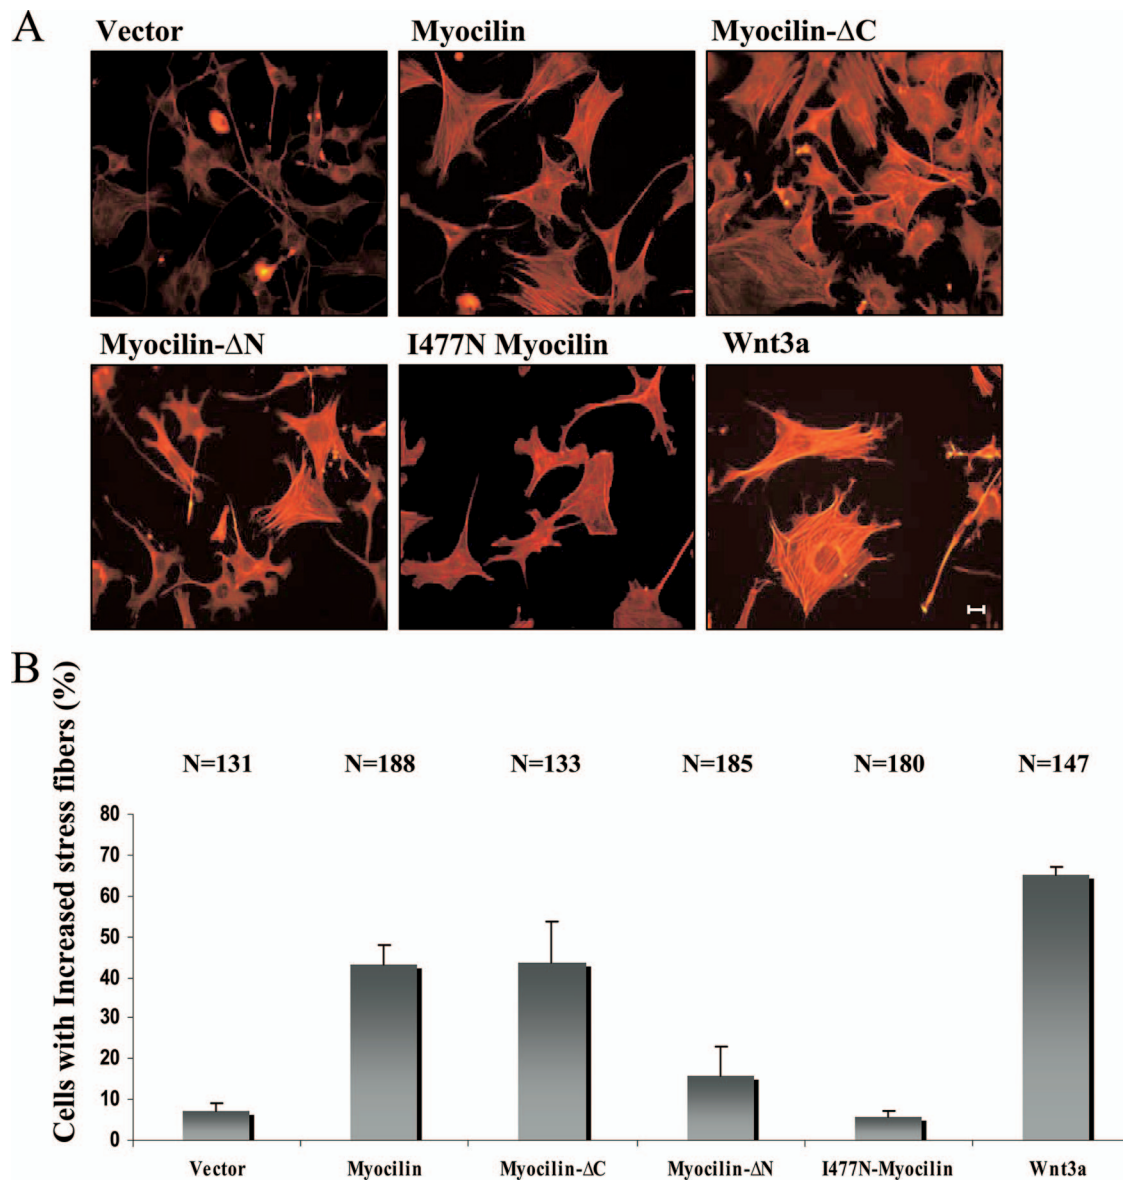 A
Vector
Myocilin
Myocilin-ΔC
Myocilin-ΔN
I477N Myocilin
Wnt3a
B
Cells with Increased stress fibers (%)
N=131 N=188 N=133 N=185 N=180 N=147
80
70
60
50
40
30
20
10
0
Vector Myocilin Myocilin-ΔC Myocilin-ΔN I477N-Myocilin Wnt3a